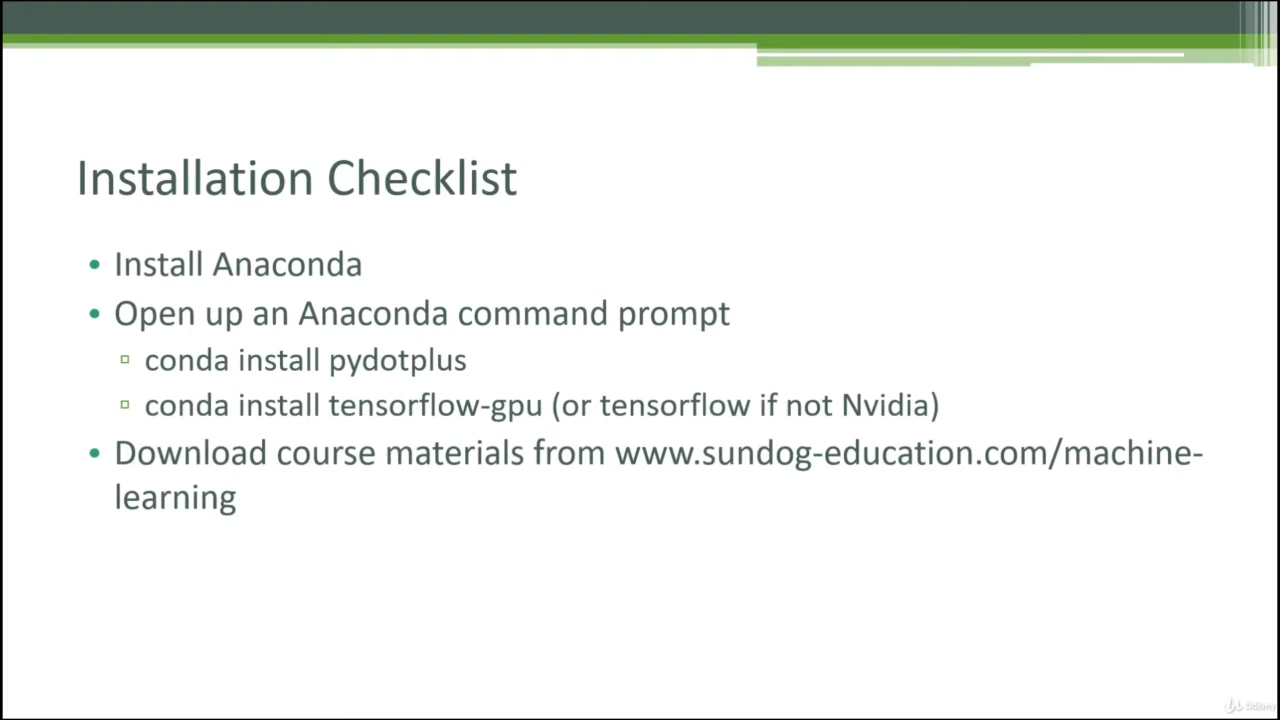 Installation Checklist
• Install Anaconda
• Open up an Anaconda command prompt
▫ conda install pydotplus
▫ conda install tensorflow-gpu (or tensorflow if not Nvidia)
• Download course materials from www.sundog-education.com/machine-
learning
Udemy